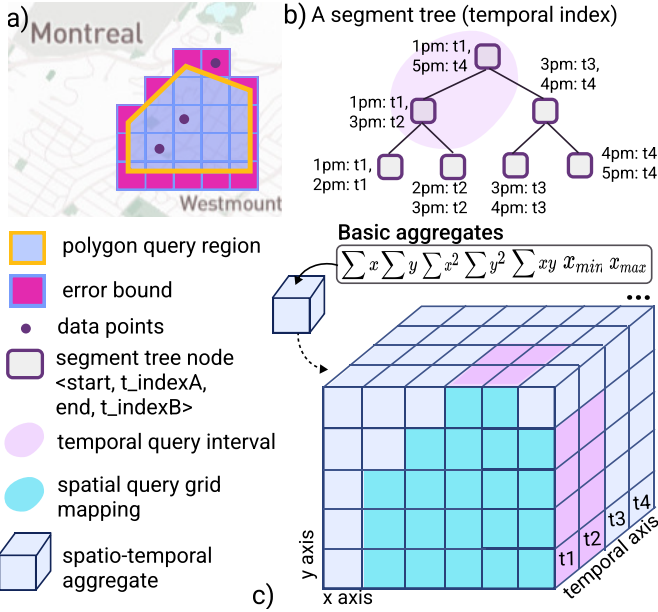 a)
Montreal
Westmount
b) A segment tree (temporal index)
1pm: t1,
5pm: t4
3pm: t3,
4pm: t4
1pm: t1,
3pm: t2
1pm: t1,
2pm: t1
2pm: t2
3pm: t2
3pm: t3
4pm: t3
4pm: t4
5pm: t4
polygon query region
error bound
data points
segment tree node
<start, t_indexA,
end, t_indexB>
temporal query interval
spatial query grid
mapping
spatio-temporal
aggregate
Basic aggregates
∑ x ∑ y ∑ x² ∑ y² ∑ xy x_min x_max
...
t1
t2
t3
t4
y axis
x axis
temporal axis
c)